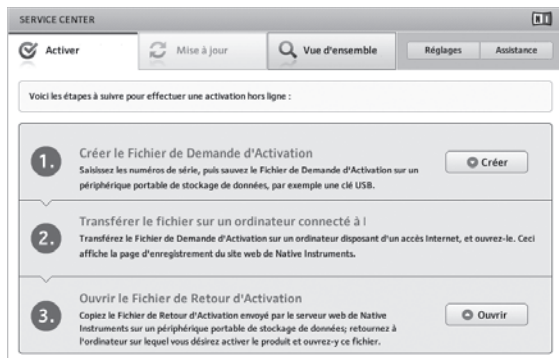 SERVICE CENTER
NI
Activer
Mise à jour
Vue d'ensemble
Réglages
Assistance
Voici les étapes à suivre pour effectuer une activation hors ligne :
1.
Créer le Fichier de Demande d'Activation
Saisissez les numéros de série, puis sauvez le Fichier de Demande d'Activation sur un
périphérique portable de stockage de données, par exemple une clé USB.
Créer
2.
Transférer le fichier sur un ordinateur connecté à l
Transférez le Fichier de Demande d'Activation sur un ordinateur disposant d'un accès Internet, et ouvrez-le. Ceci
affiche la page d'enregistrement du site web de Native Instruments.
3.
Ouvrir le Fichier de Retour d'Activation
Copiez le Fichier de Retour d'Activation envoyé par le serveur web de Native
Instruments sur un périphérique portable de stockage de données; retournez à
l'ordinateur sur lequel vous désirez activer le produit et ouvrez-y ce fichier.
Ouvrir